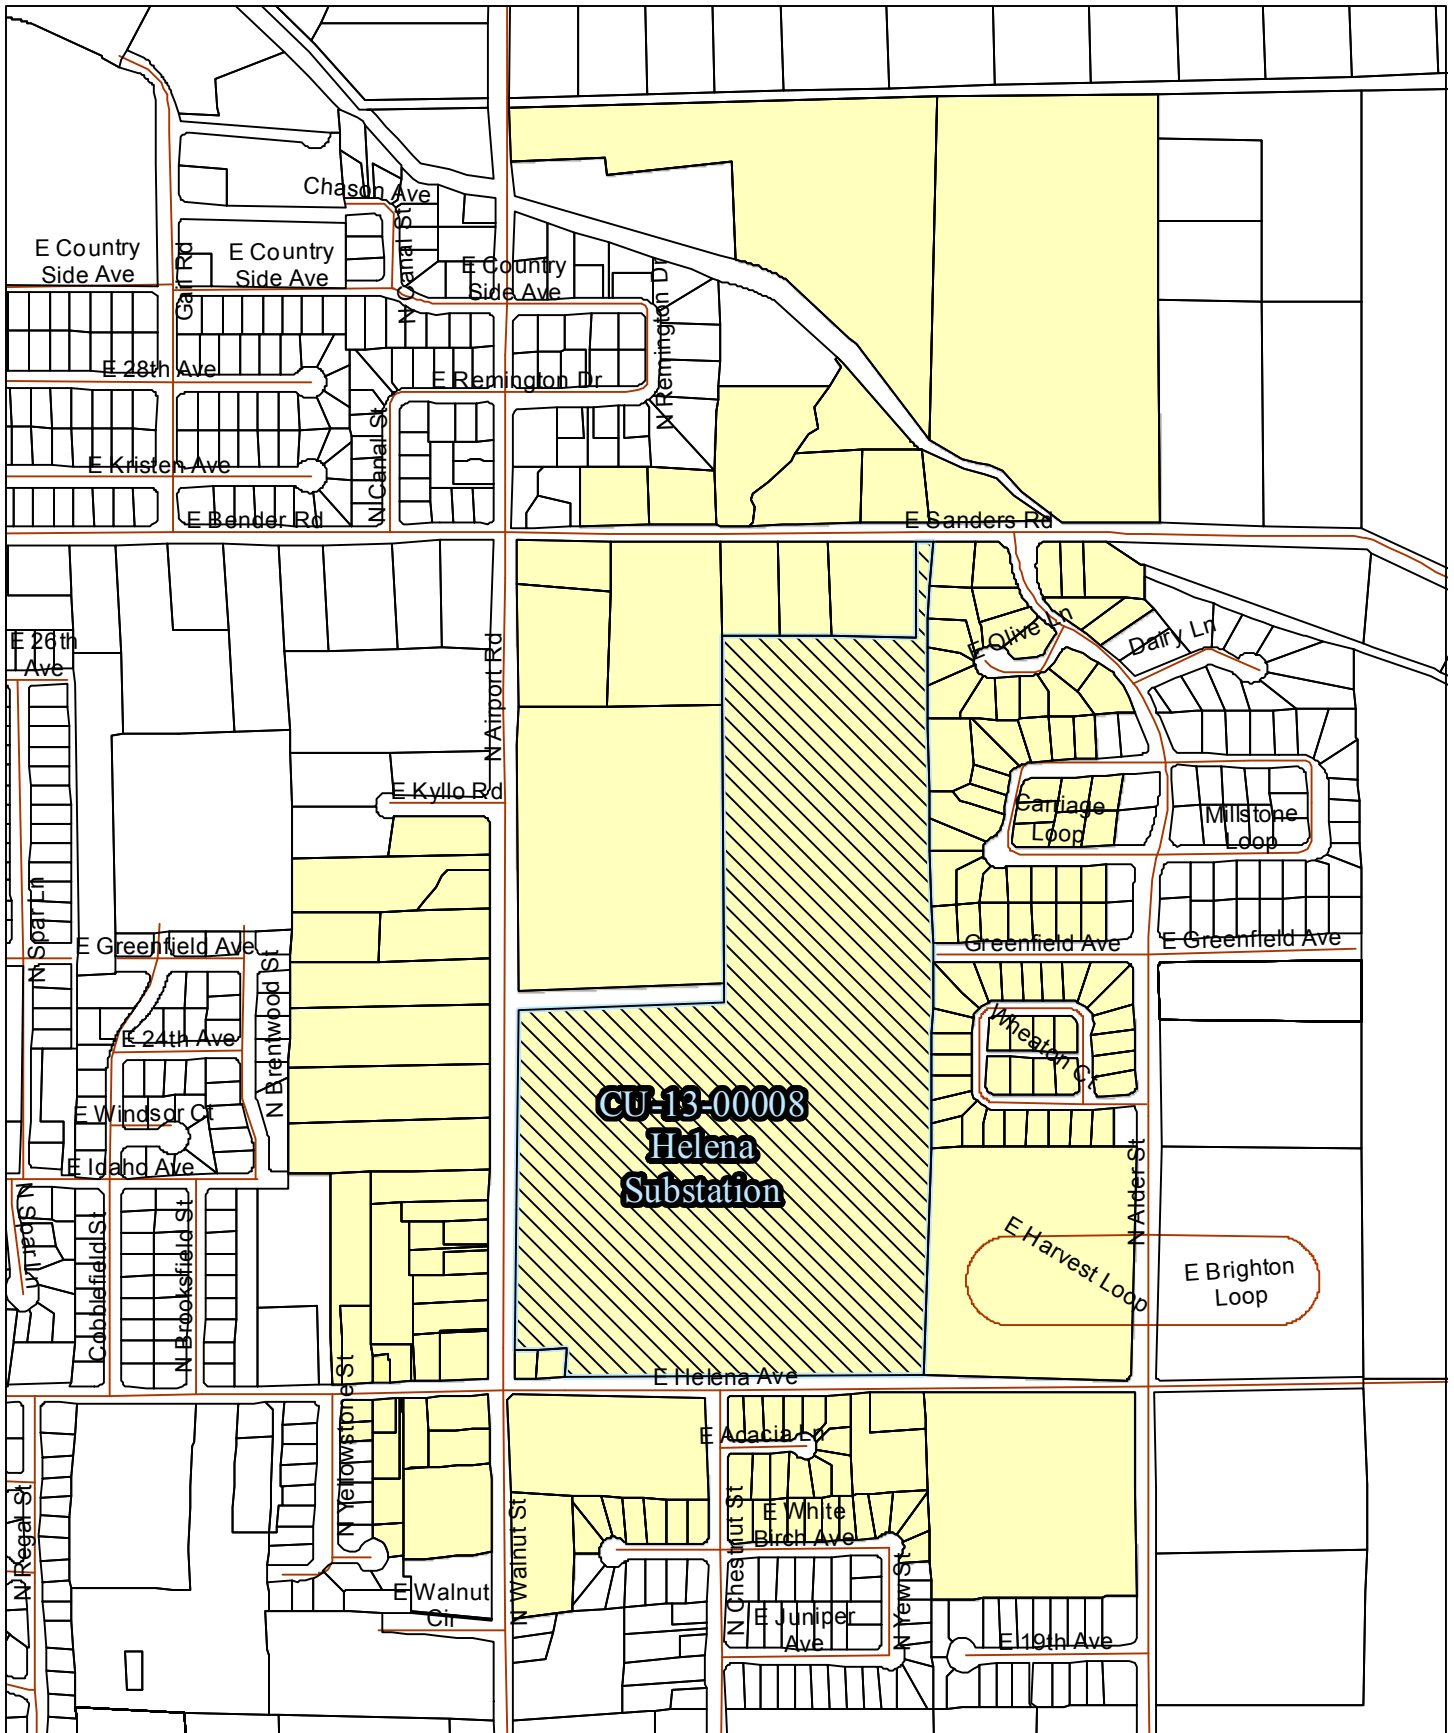 Chason Ave
N Canal St
E Country
Side Ave
Gair Rd
E Country
Side Ave
E Country
Side Ave
N Remington Dr
E 28th Ave
E Remington Dr
E Kristen Ave
N Canal St
E Bender Rd
E Sanders Rd
E 26th
Ave
N Airport Rd
E Olive Ln
Dairy Ln
E Kyllo Rd
Carriage
Loop
Millstone
Loop
N Spar Ln
E Greenfield Ave
N Brentwood St
Greenfield Ave
E Greenfield Ave
E 24th Ave
Wheaton Ct
E Windsor Ct
CU-13-00008
Helena
Substation
E Idaho Ave
N Spar Ln
Cobblefield St
N Brooksfield St
N Alder St
E Harvest Loop
E Brighton
Loop
E Helena Ave
N Yellowstone St
E Acacia Ln
N Regal St
N Walnut St
N Chestnut St
E White
Birch Ave
N Yew St
E Walnut
Cir
E Juniper
Ave
E 19th Ave